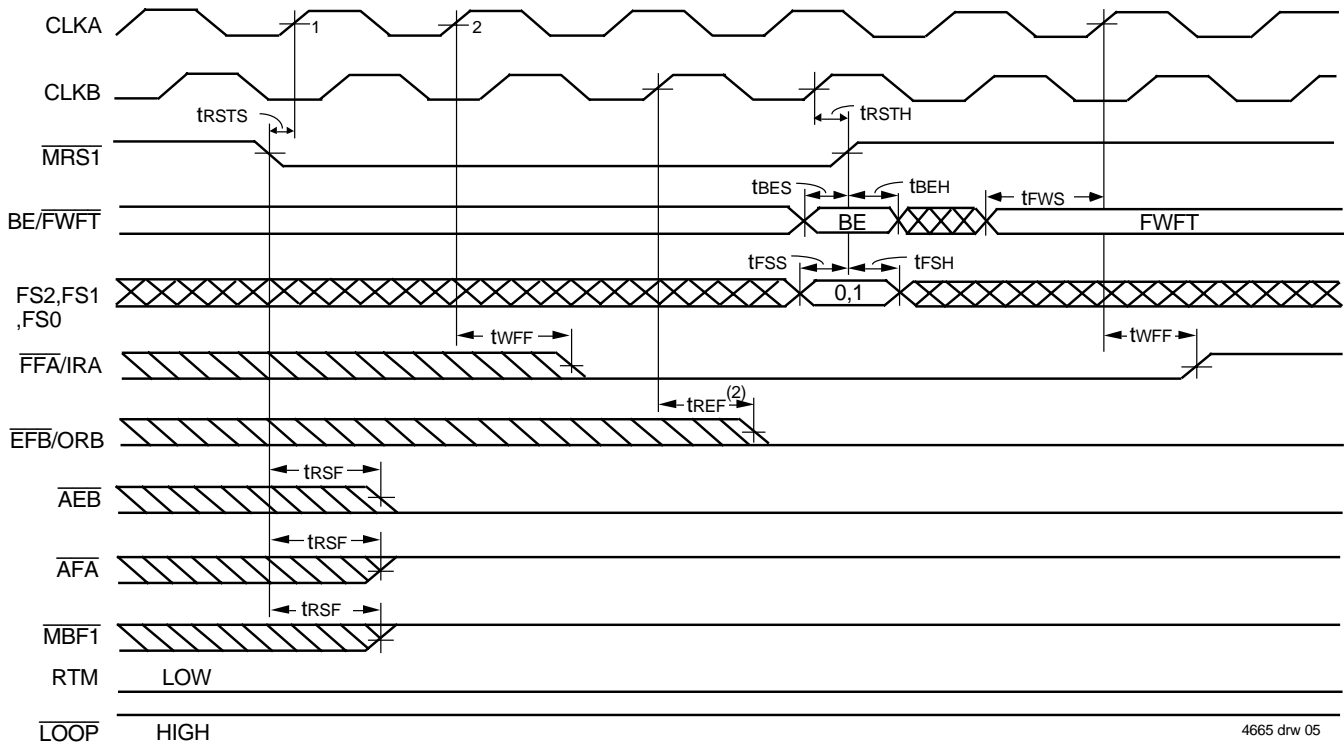 CLKA 1 2
CLKB
tRSTS tRSTH
MRS1
tBES tBEH tFWS
BE/FWFT BE FWFT
tFSS tFSH
FS2,FS1 0,1
,FS0
tWFF tWFF
FFA/IRA
tREF(2)
EFB/ORB
tRSF
AEB
tRSF
AFA
tRSF
MBF1
RTM LOW
LOOP HIGH 4665 drw 05